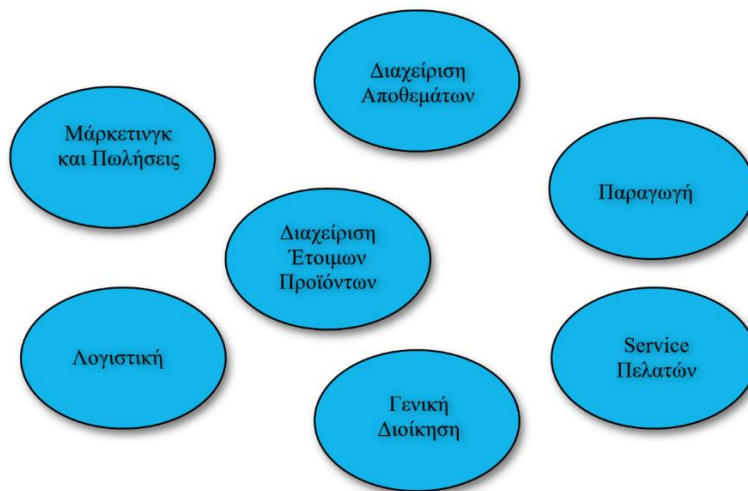 Διαχείριση
Αποθεμάτων
Μάρκετινγκ
και Πωλήσεις
Παραγωγή
Διαχείριση
Έτοιμων
Προϊόντων
Λογιστική
Service
Πελατών
Γενική
Διοίκηση